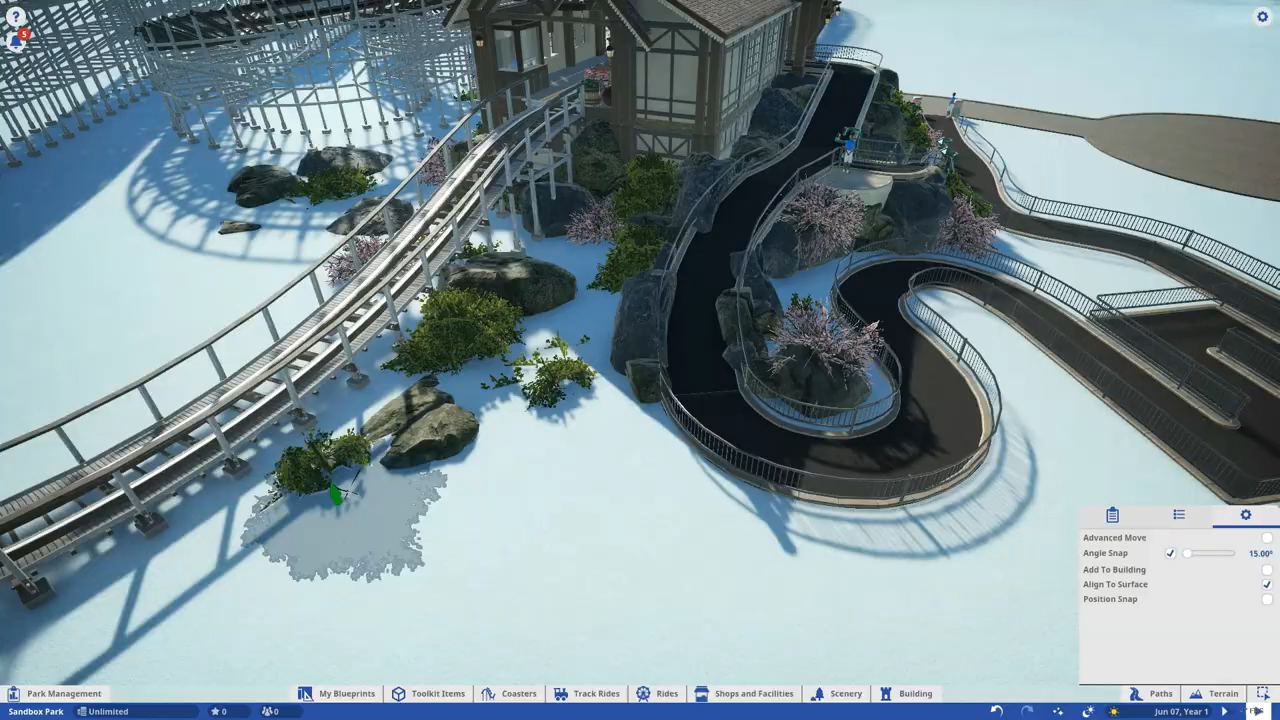 ?
5
Advanced Move
Angle Snap 15.00°
Add To Building
Align To Surface
Position Snap
Park Management My Blueprints Toolkit Items Coasters Track Rides Rides Shops and Facilities Scenery Building Paths Terrain
Sandbox Park Unlimited 0 0 Jun 07, Year 1